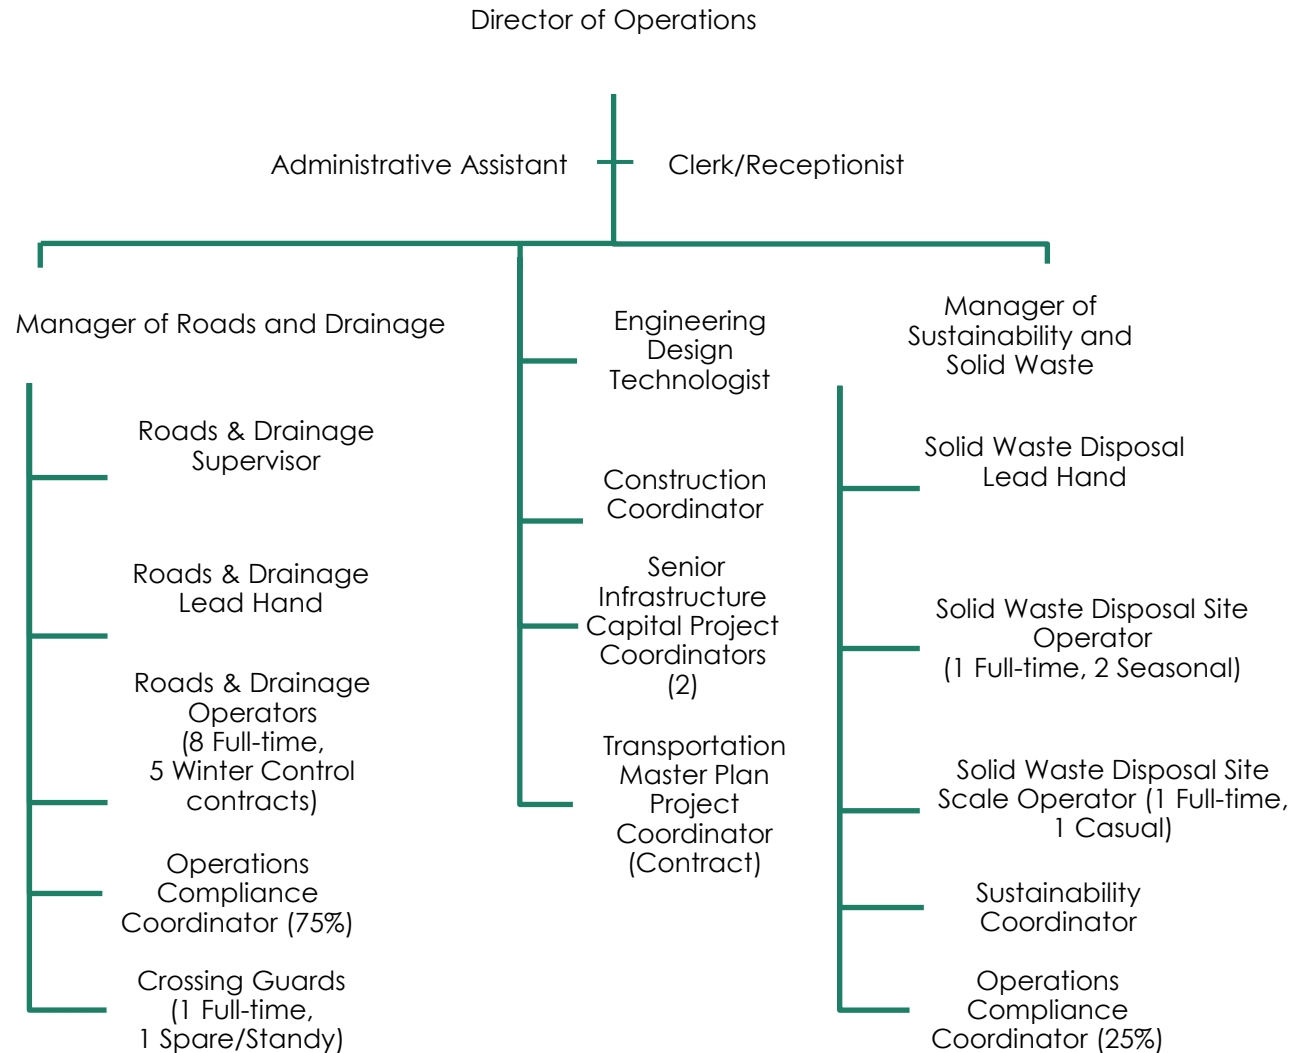 Director of Operations
Administrative Assistant
Clerk/Receptionist
Manager of Roads and Drainage
Roads & Drainage
Supervisor
Roads & Drainage
Lead Hand
Roads & Drainage
Operators
(8 Full-time,
5 Winter Control
contracts)
Operations
Compliance
Coordinator (75%)
Crossing Guards
(1 Full-time,
1 Spare/Standy)
Engineering
Design
Technologist
Construction
Coordinator
Senior
Infrastructure
Capital Project
Coordinators
(2)
Transportation
Master Plan
Project
Coordinator
(Contract)
Manager of
Sustainability and
Solid Waste
Solid Waste Disposal
Lead Hand
Solid Waste Disposal Site
Operator
(1 Full-time, 2 Seasonal)
Solid Waste Disposal Site
Scale Operator (1 Full-time,
1 Casual)
Sustainability
Coordinator
Operations
Compliance
Coordinator (25%)